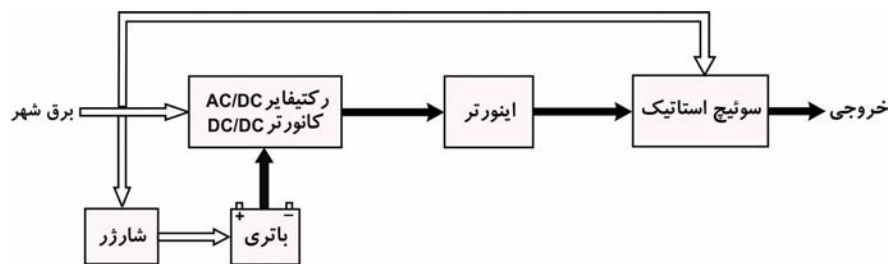 برق شهر
رکتیفایر AC/DC
کانورتر DC/DC
اینورتر
سوئیچ استاتیک
خروجی
شارژر
+ −
باتری